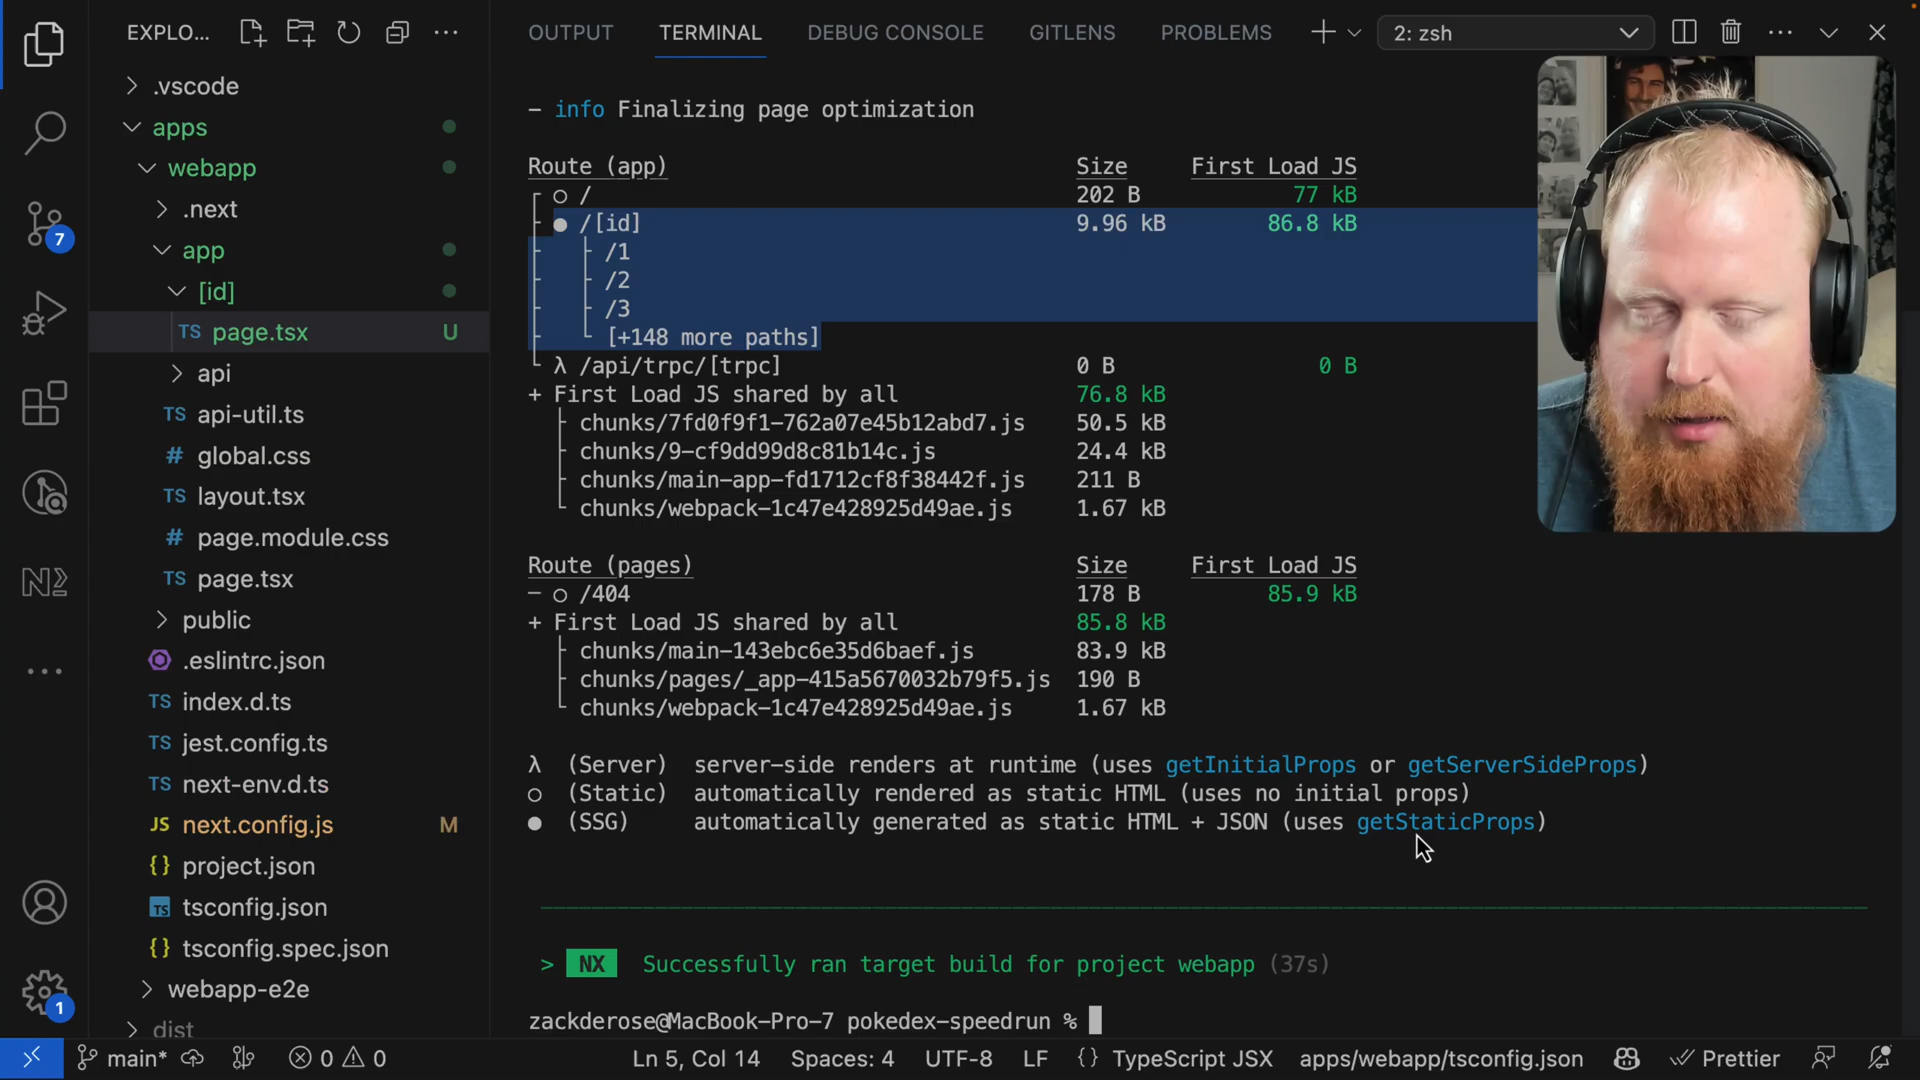 EXPLO...
OUTPUT
TERMINAL
DEBUG CONSOLE
GITLENS
PROBLEMS
2: zsh
.vscode
apps
webapp
.next
app
[id]
TS page.tsx U
api
TS api-util.ts
# global.css
TS layout.tsx
# page.module.css
TS page.tsx
public
.eslintrc.json
TS index.d.ts
TS jest.config.ts
TS next-env.d.ts
JS next.config.js M
{} project.json
TS tsconfig.json
{} tsconfig.spec.json
webapp-e2e
dist
7
1
- info Finalizing page optimization
Route (app) Size First Load JS
┌ ○ / 202 B 77 kB
├ ● /[id] 9.96 kB 86.8 kB
├ ├ /1
├ ├ /2
├ ├ /3
├ └ [+148 more paths]
└ λ /api/trpc/[trpc] 0 B 0 B
+ First Load JS shared by all 76.8 kB
├ chunks/7fd0f9f1-762a07e45b12abd7.js 50.5 kB
├ chunks/9-cf9dd99d8c81b14c.js 24.4 kB
├ chunks/main-app-fd1712cf8f38442f.js 211 B
└ chunks/webpack-1c47e428925d49ae.js 1.67 kB
Route (pages) Size First Load JS
─ ○ /404 178 B 85.9 kB
+ First Load JS shared by all 85.8 kB
├ chunks/main-143ebc6e35d6baef.js 83.9 kB
├ chunks/pages/_app-415a5670032b79f5.js 190 B
└ chunks/webpack-1c47e428925d49ae.js 1.67 kB
λ (Server) server-side renders at runtime (uses getInitialProps or getServerSideProps)
○ (Static) automatically rendered as static HTML (uses no initial props)
● (SSG) automatically generated as static HTML + JSON (uses getStaticProps)
> NX Successfully ran target build for project webapp (37s)
zackderose@MacBook-Pro-7 pokedex-speedrun %
main* 0 0 Ln 5, Col 14 Spaces: 4 UTF-8 LF {} TypeScript JSX apps/webapp/tsconfig.json Prettier